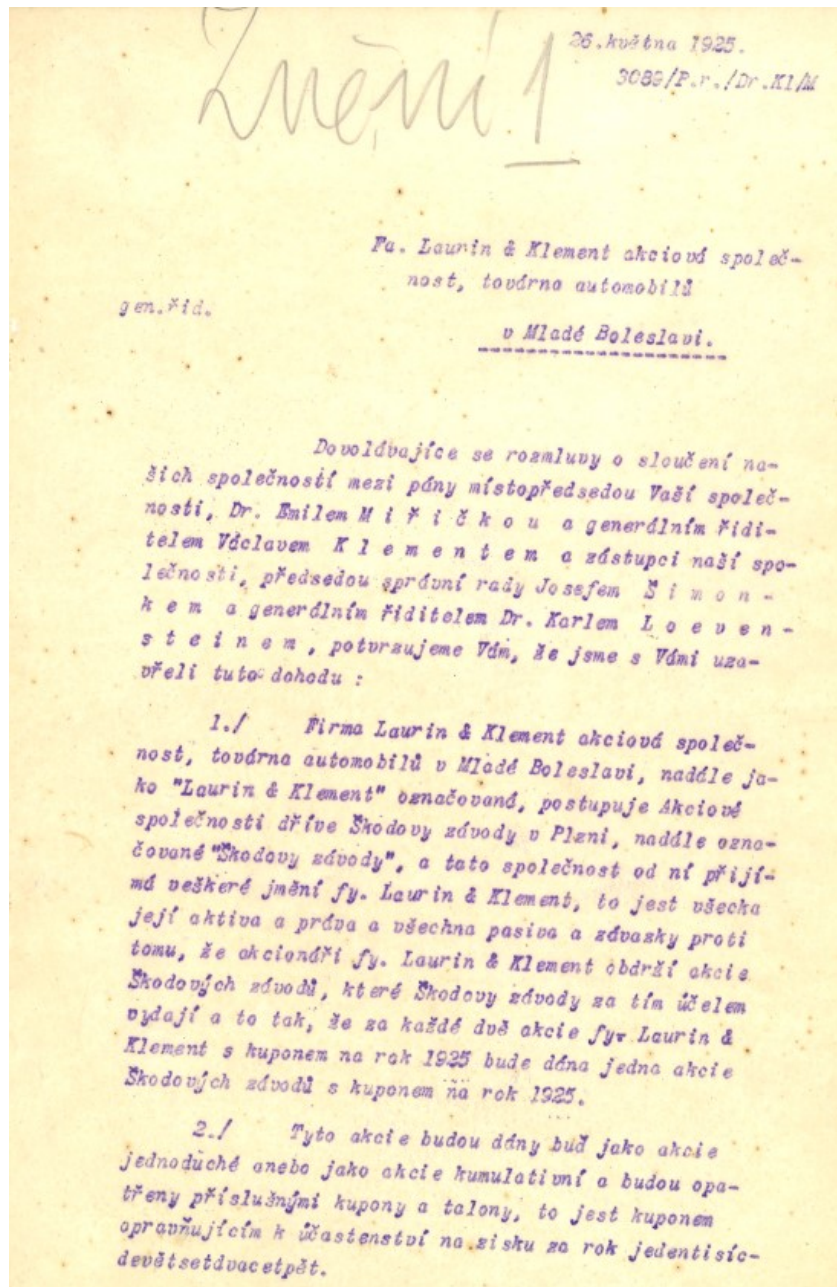 Znění 1
26.května 1925.
3089/P.r./Dr.Kl/M
Fa. Laurin & Klement akciová společ-
nost, továrna automobilů
gen.řid.
v Mladé Boleslavi.
Dovolávajíce se rozmluvy o sloučení na-
šich společností mezi pány místopředsedou Vaší společ-
nosti, Dr. Emilem M i ř i č k o u a generálním řidi-
telem Václavem K l e m e n t e m a zástupci naší spo-
lečnosti, předsedou správní rady Josefem Š i m o n -
k e m a generálním řiditelem Dr. Karlem L o e v e n -
s t e i n e m , potvrzujeme Vám, že jsme s Vámi uza-
vřeli tuto dohodu :
1./ Firma Laurin & Klement akciová společ-
nost, továrna automobilů v Mladé Boleslavi, nadále ja-
ko "Laurin & Klement" označovaná, postupuje Akciové
společnosti dříve Škodovy závody v Plzni, nadále ozna-
čované "Škodovy závody", a tato společnost od ní přijí-
má veškeré jmění fy. Laurin & Klement, to jest všecka
její aktiva a práva a všechna pasiva a závazky proti
tomu, že akcionáři fy. Laurin & Klement obdrží akcie
Škodových závodů, které Škodovy závody za tím účelem
vydají a to tak, že za každé dvě akcie fy. Laurin &
Klement s kuponem na rok 1925 bude dána jedna akcie
Škodových závodů s kuponem na rok 1925.
2./ Tyto akcie budou dány buď jako akcie
jednoduché anebo jako akcie kumulativní a budou opa-
třeny příslušnými kupony a talony, to jest kuponem
opravňujícím k účastenství na zisku za rok jedentisíc-
devětsetdvacetpět.